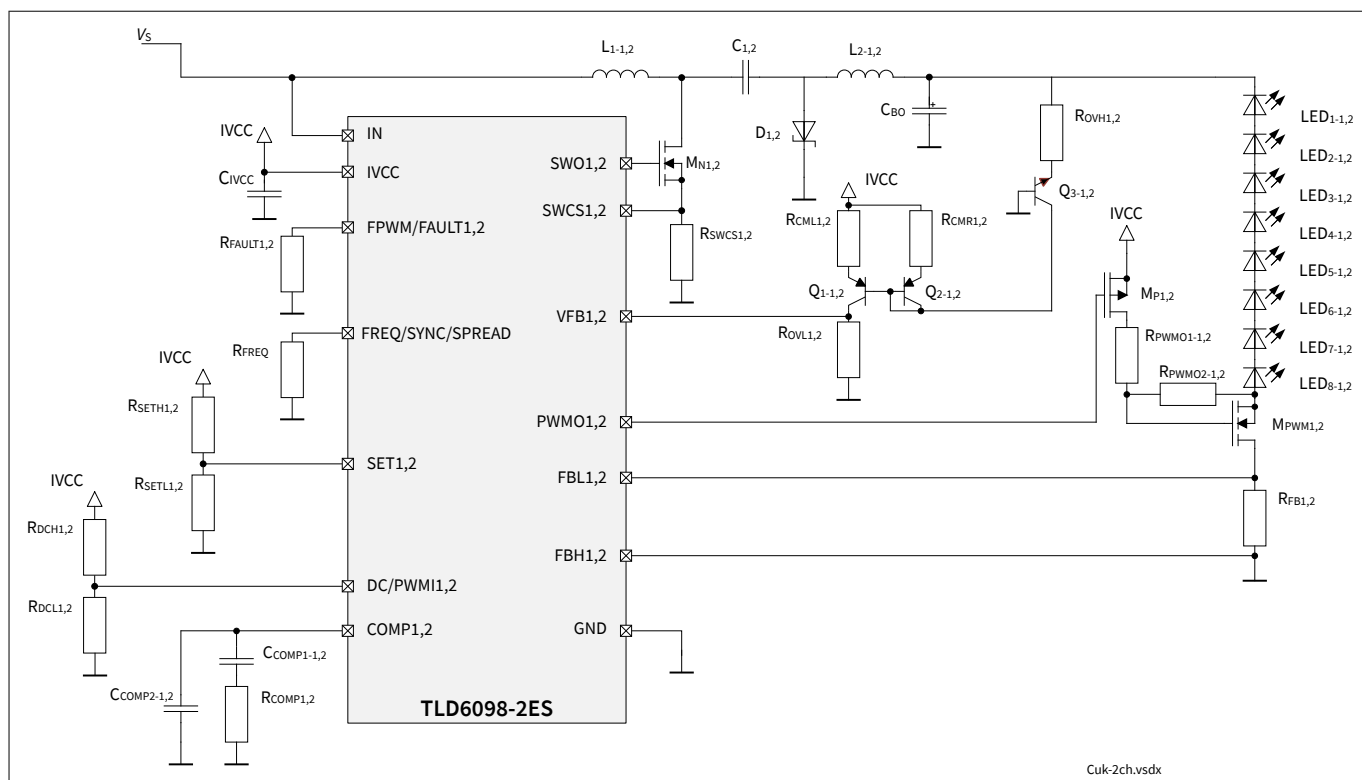 VS
L1-1,2
C1,2
L2-1,2
CBO
ROVH1,2
D1,2
LED1-1,2
LED2-1,2
LED3-1,2
LED4-1,2
LED5-1,2
LED6-1,2
LED7-1,2
LED8-1,2
IVCC
CIVCC
IN
IVCC
FPWM/FAULT1,2
RFAULT1,2
FREQ/SYNC/SPREAD
RFREQ
IVCC
RSETH1,2
SET1,2
RSETL1,2
IVCC
RDCH1,2
DC/PWMI1,2
RDCL1,2
COMP1,2
CCOMP1-1,2
CCOMP2-1,2
RCOMP1,2
SWO1,2
MN1,2
SWCS1,2
RSWCS1,2
IVCC
RCML1,2
RCMR1,2
Q3-1,2
Q1-1,2
Q2-1,2
VFB1,2
ROVL1,2
IVCC
MP1,2
RPWMO1-1,2
RPWMO2-1,2
PWMO1,2
MPWM1,2
FBL1,2
RFB1,2
FBH1,2
GND
TLD6098-2ES
Cuk-2ch.vsdx